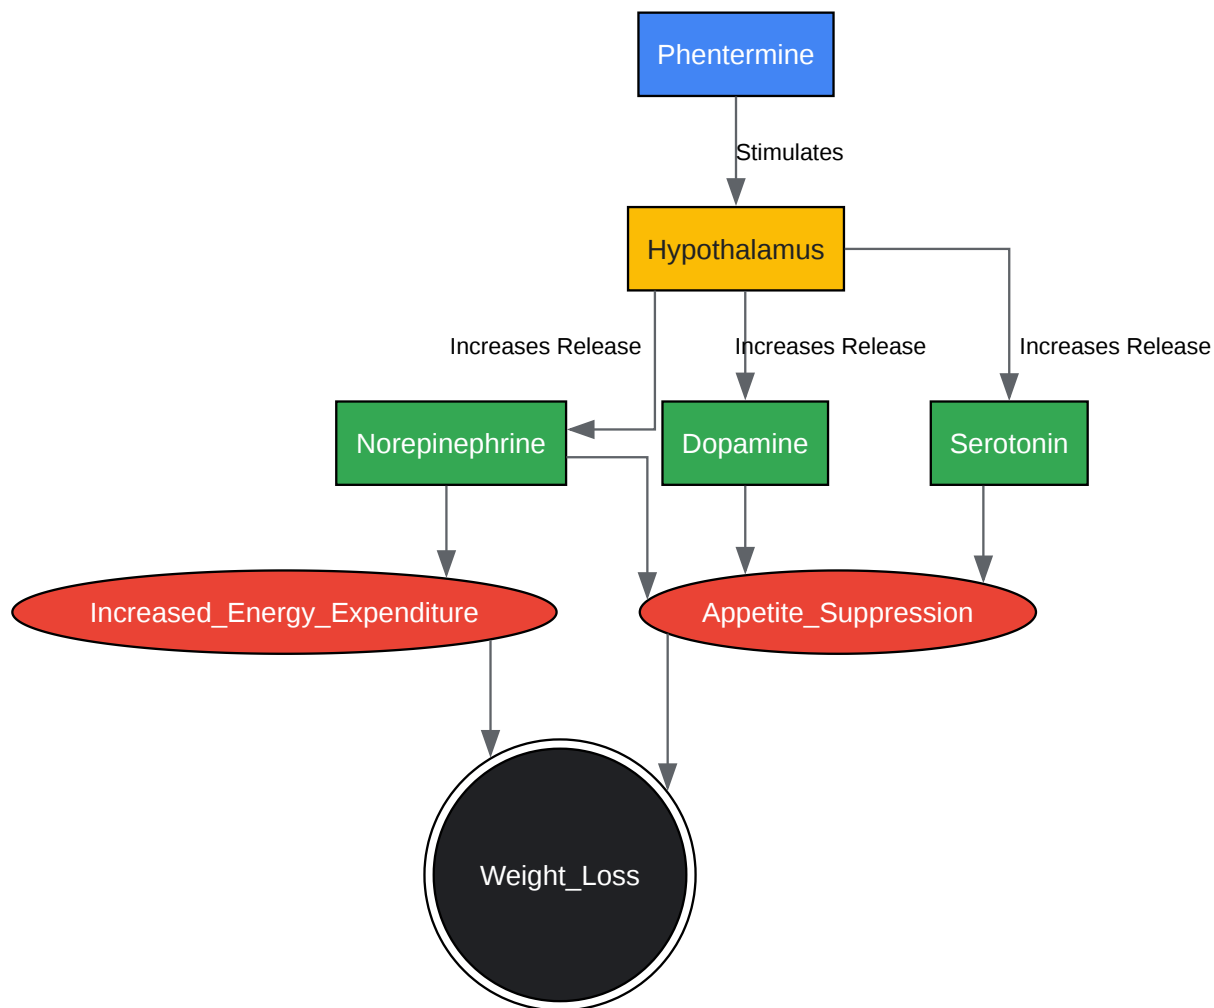 Phentermine
Stimulates
Hypothalamus
Increases Release
Increases Release
Increases Release
Norepinephrine
Dopamine
Serotonin
Increased_Energy_Expenditure
Appetite_Suppression
Weight_Loss